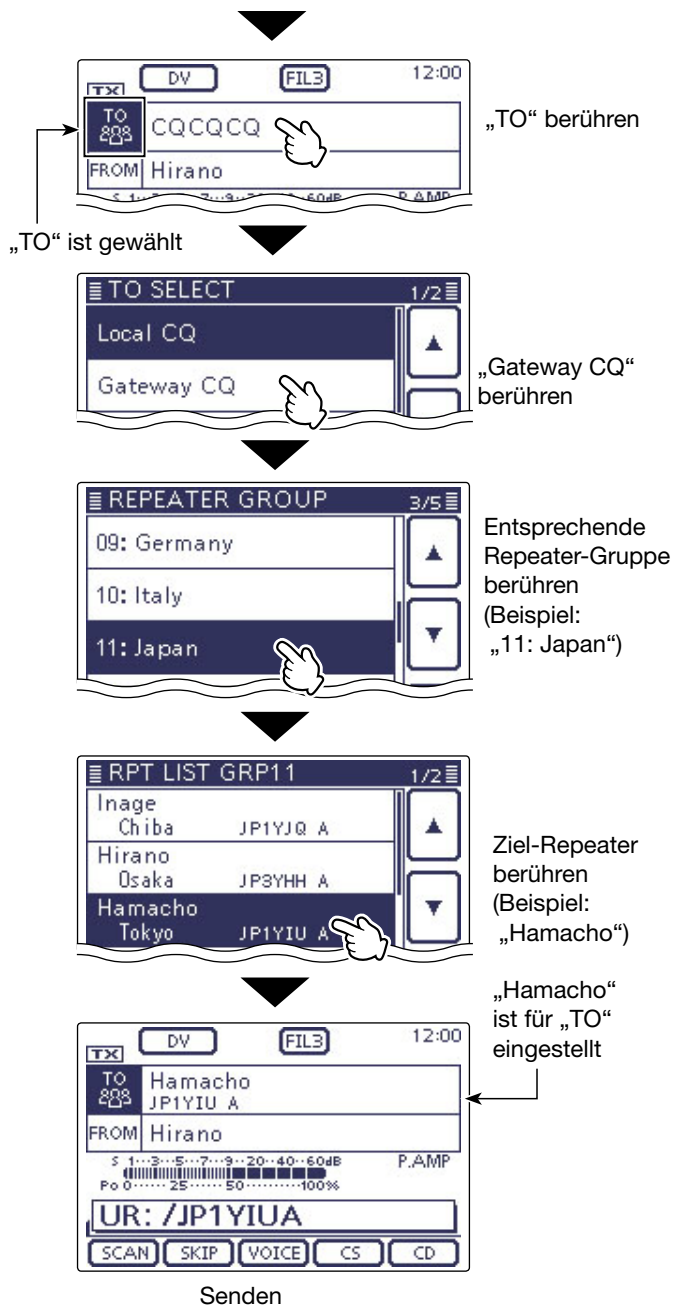 DV FIL3 12:00
TX
TO CQCQCQ
„TO“ berühren
FROM Hirano
P.AMP
„TO“ ist gewählt
TO SELECT 1/2
Local CQ
Gateway CQ
„Gateway CQ“
berühren
REPEATER GROUP 3/5
09: Germany
10: Italy
11: Japan
Entsprechende
Repeater-Gruppe
berühren
(Beispiel:
„11: Japan“)
RPT LIST GRP11 1/2
Inage
Chiba JP1YJQ A
Hirano
Osaka JP3YHH A
Hamacho
Tokyo JP1YIU A
Ziel-Repeater
berühren
(Beispiel:
„Hamacho“)
„Hamacho“
ist für „TO“
eingestellt
DV FIL3 12:00
TX
TO Hamacho
JP1YIU A
FROM Hirano
S 1···3···5···7···9··20··40··60dB P.AMP
Po 0······25······50··········100%
UR: /JP1YIUA
SCAN SKIP VOICE CS CD
Senden